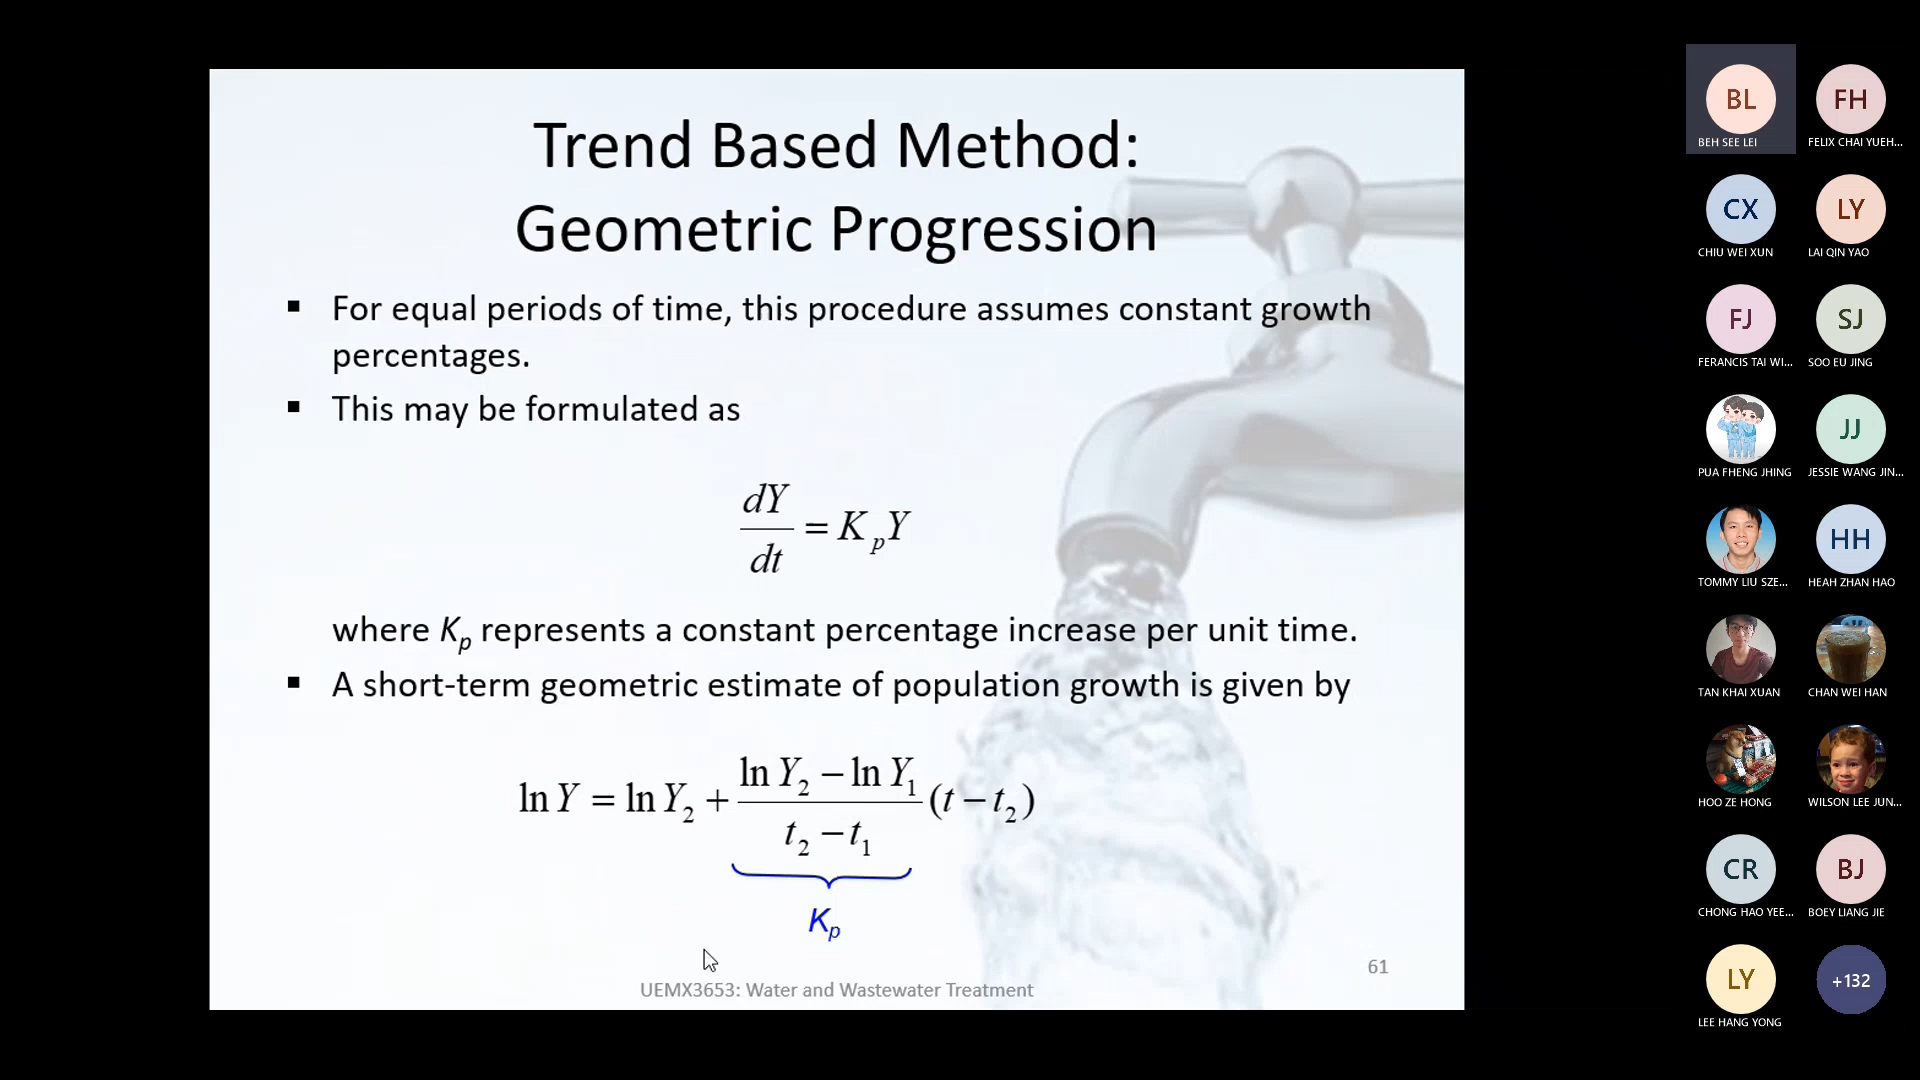 Trend Based Method:
Geometric Progression
▪ For equal periods of time, this procedure assumes constant growth
percentages.
▪ This may be formulated as
dY/dt = K_p Y
where K_p represents a constant percentage increase per unit time.
▪ A short-term geometric estimate of population growth is given by
ln Y = ln Y_2 + (ln Y_2 − ln Y_1)/(t_2 − t_1) (t − t_2)
K_p
61
UEMX3653: Water and Wastewater Treatment
BL
BEH SEE LEI
FH
FELIX CHAI YUEH...
CX
CHIU WEI XUN
LY
LAI QIN YAO
FJ
FERANCIS TAI WI...
SJ
SOO EU JING
PUA FHENG JHING
JJ
JESSIE WANG JIN...
TOMMY LIU SZE...
HH
HEAH ZHAN HAO
TAN KHAI XUAN
CHAN WEI HAN
HOO ZE HONG
WILSON LEE JUN...
CR
CHONG HAO YEE...
BJ
BOEY LIANG JIE
LY
LEE HANG YONG
+132